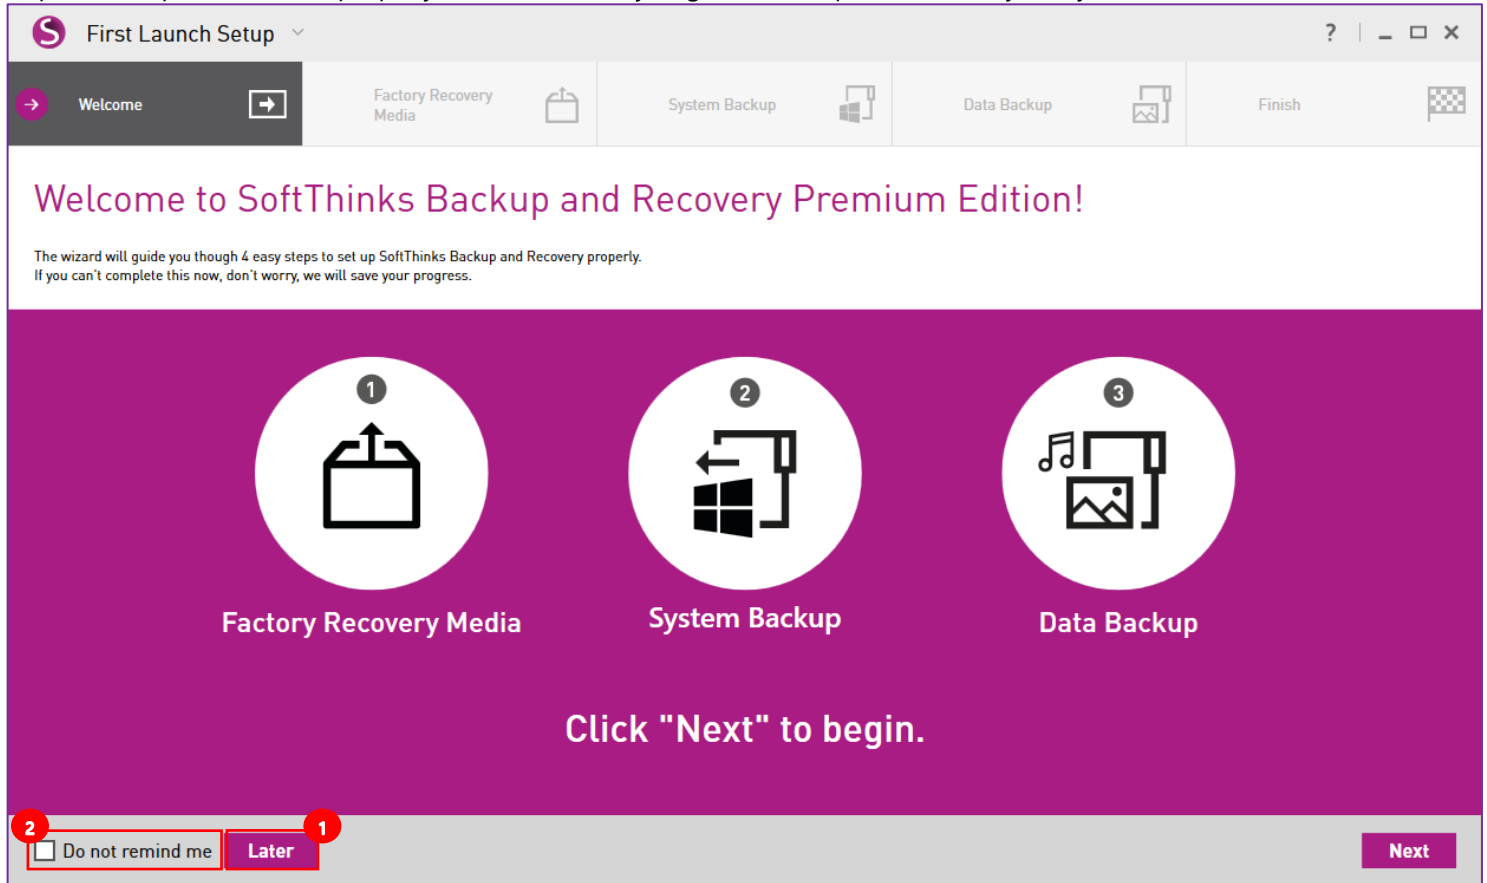 First Launch Setup
?
Welcome
Factory Recovery
Media
System Backup
Data Backup
Finish
Welcome to SoftThinks Backup and Recovery Premium Edition!
The wizard will guide you though 4 easy steps to set up SoftThinks Backup and Recovery properly.
If you can't complete this now, don't worry, we will save your progress.
1
2
3
Factory Recovery Media
System Backup
Data Backup
Click "Next" to begin.
2
1
Do not remind me
Later
Next